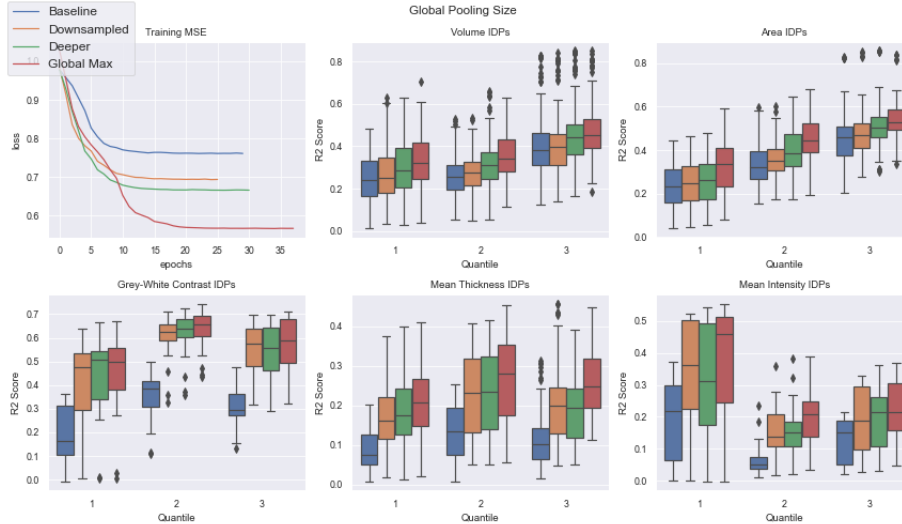 Global Pooling Size
Baseline
Downsampled
Deeper
Global Max
Training MSE
loss
1.0
0.9
0.8
0.7
0.6
0 5 10 15 20 25 30 35
epochs
Volume IDPs
R2 Score
0.8
0.6
0.4
0.2
0.0
1 2 3
Quantile
Area IDPs
R2 Score
0.8
0.6
0.4
0.2
0.0
1 2 3
Quantile
Grey-White Contrast IDPs
R2 Score
0.7
0.6
0.5
0.4
0.3
0.2
0.1
0.0
1 2 3
Quantile
Mean Thickness IDPs
R2 Score
0.4
0.3
0.2
0.1
0.0
1 2 3
Quantile
Mean Intensity IDPs
R2 Score
0.5
0.4
0.3
0.2
0.1
0.0
1 2 3
Quantile